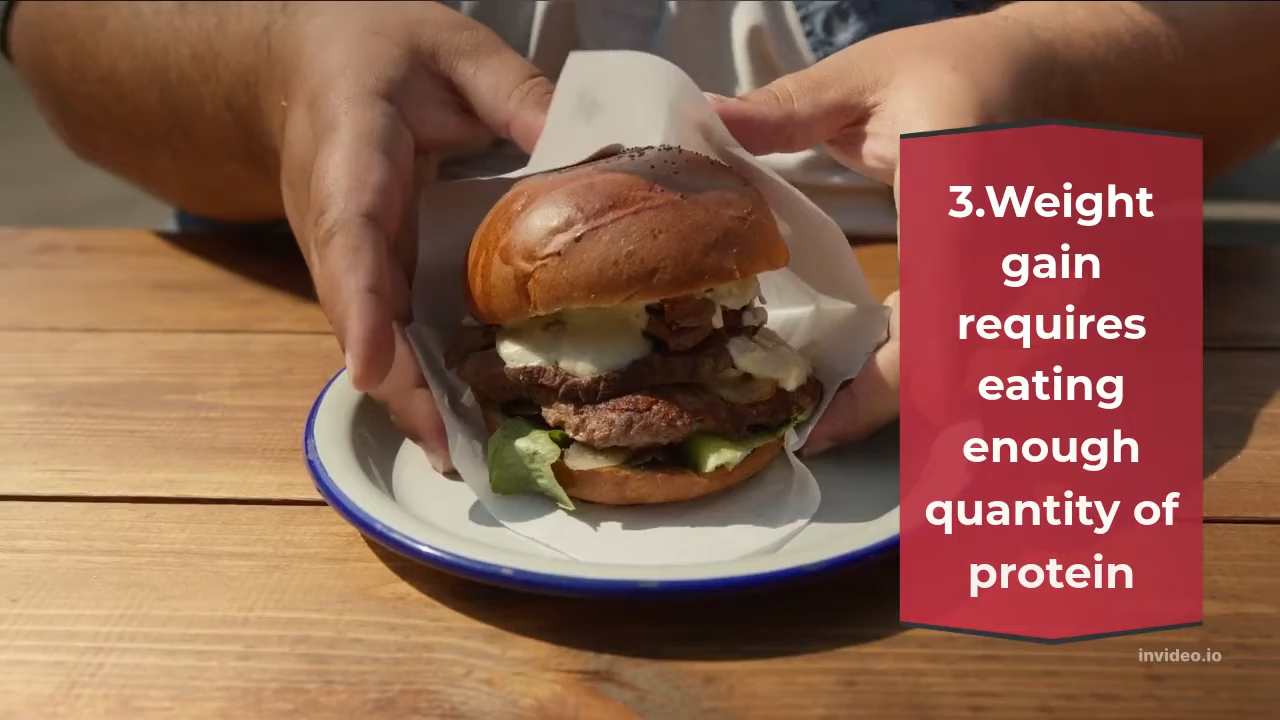 3.Weight
gain
requires
eating
enough
quantity of
protein
invideo.io